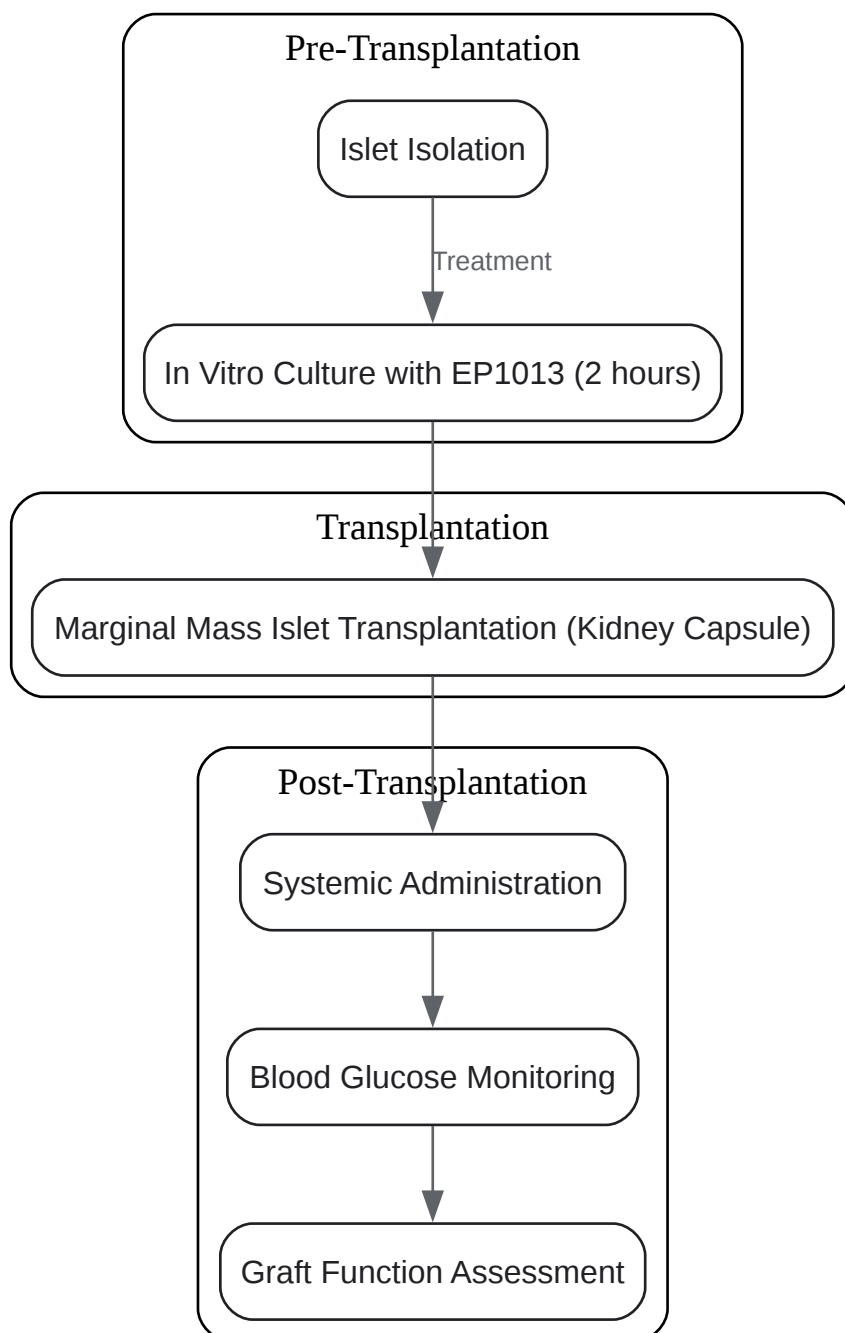 Pre-Transplantation
Islet Isolation
Treatment
In Vitro Culture with EP1013 (2 hours)
Transplantation
Marginal Mass Islet Transplantation (Kidney Capsule)
Post-Transplantation
Systemic Administration
Blood Glucose Monitoring
Graft Function Assessment